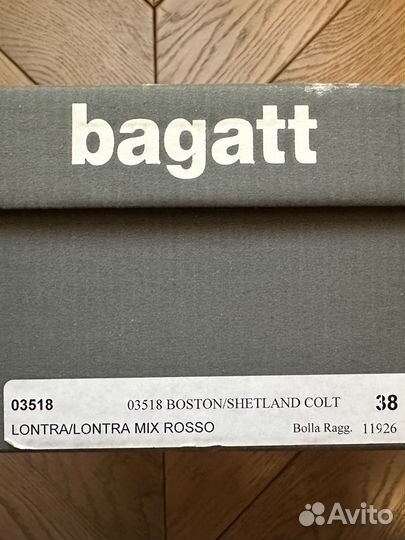 bagatt
03518 03518 BOSTON/SHETLAND COLT 38
LONTRA/LONTRA MIX ROSSO Bolla Ragg. 11926
Avito